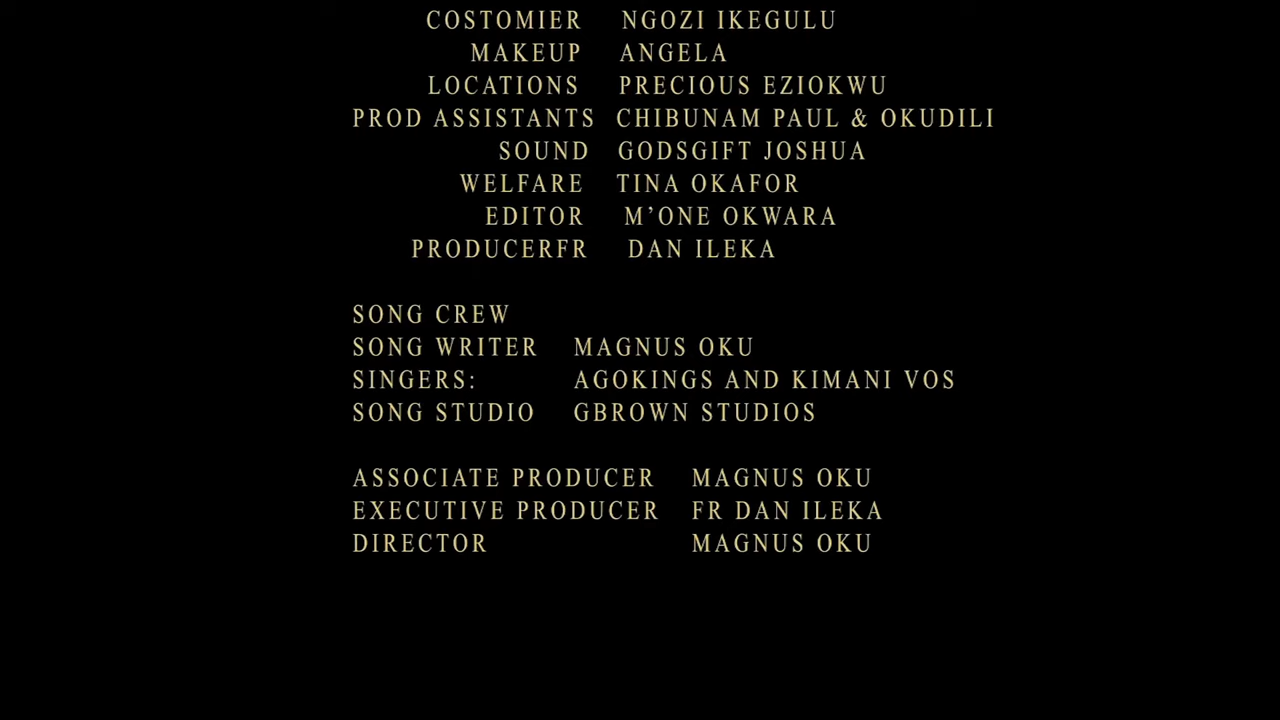 COSTOMIER NGOZI IKEGULU
MAKEUP ANGELA
LOCATIONS PRECIOUS EZIOKWU
PROD ASSISTANTS CHIBUNAM PAUL & OKUDILI
SOUND GODSGIFT JOSHUA
WELFARE TINA OKAFOR
EDITOR M’ONE OKWARA
PRODUCERFR DAN ILEKA
SONG CREW
SONG WRITER MAGNUS OKU
SINGERS: AGOKINGS AND KIMANI VOS
SONG STUDIO GBROWN STUDIOS
ASSOCIATE PRODUCER MAGNUS OKU
EXECUTIVE PRODUCER FR DAN ILEKA
DIRECTOR MAGNUS OKU